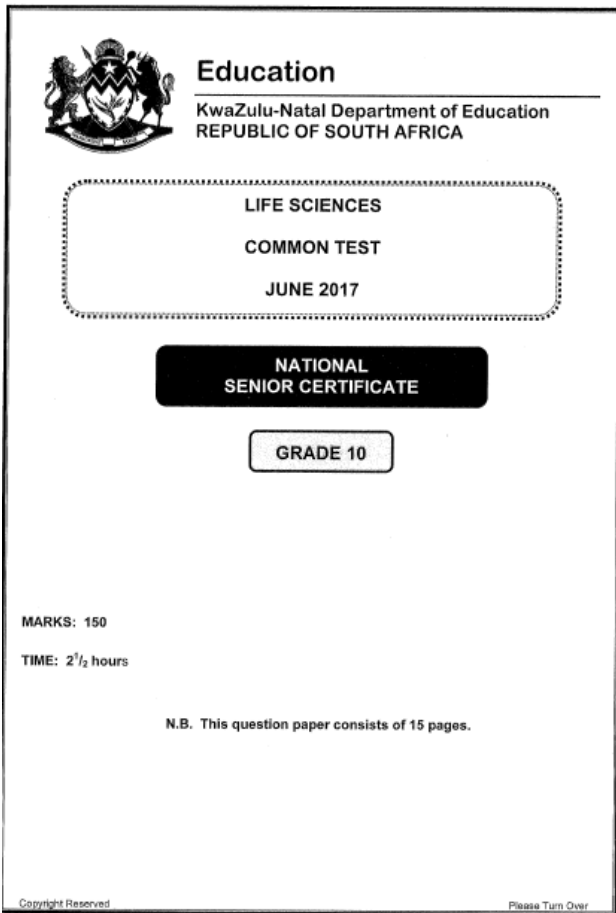 Education
KwaZulu-Natal Department of Education
REPUBLIC OF SOUTH AFRICA
LIFE SCIENCES
COMMON TEST
JUNE 2017
NATIONAL
SENIOR CERTIFICATE
GRADE 10
MARKS: 150
TIME: 2¹/₂ hours
N.B. This question paper consists of 15 pages.
Copyright Reserved
Please Turn Over